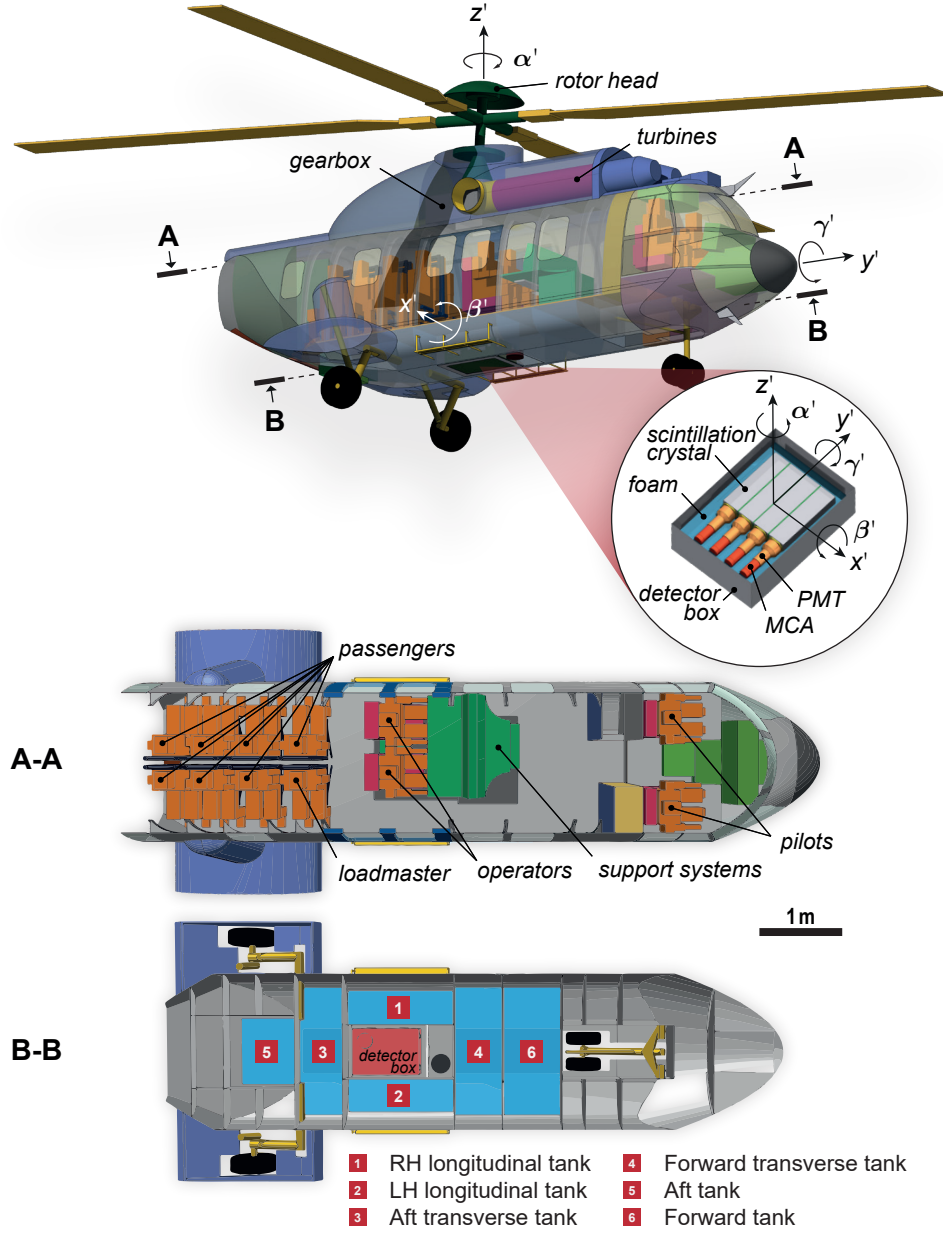 z'
α'
rotor head
turbines
gearbox
A
A
γ'
y'
x'
β'
B
B
z'
α'
y'
scintillation
crystal
γ'
foam
β'
x'
detector
box
PMT
MCA
passengers
A-A
loadmaster
operators
support systems
pilots
1 m
1
B-B
5
3
detector
box
4
6
2
1 RH longitudinal tank
2 LH longitudinal tank
3 Aft transverse tank
4 Forward transverse tank
5 Aft tank
6 Forward tank